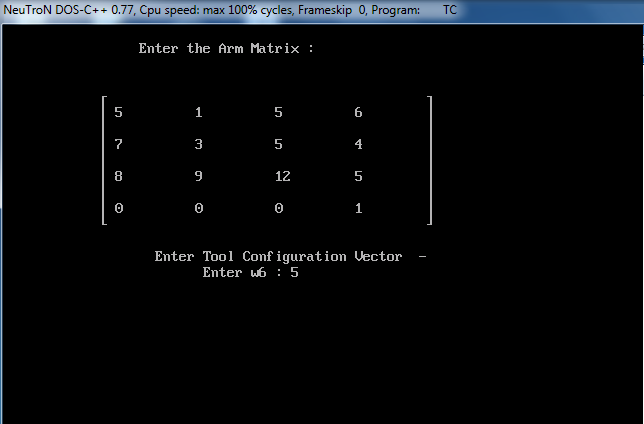 NeuTroN DOS-C++ 0.77, Cpu speed: max 100% cycles, Frameskip 0, Program: TC
Enter the Arm Matrix :
5 1 5 6
7 3 5 4
8 9 12 5
0 0 0 1
Enter Tool Configuration Vector -
Enter w6 : 5